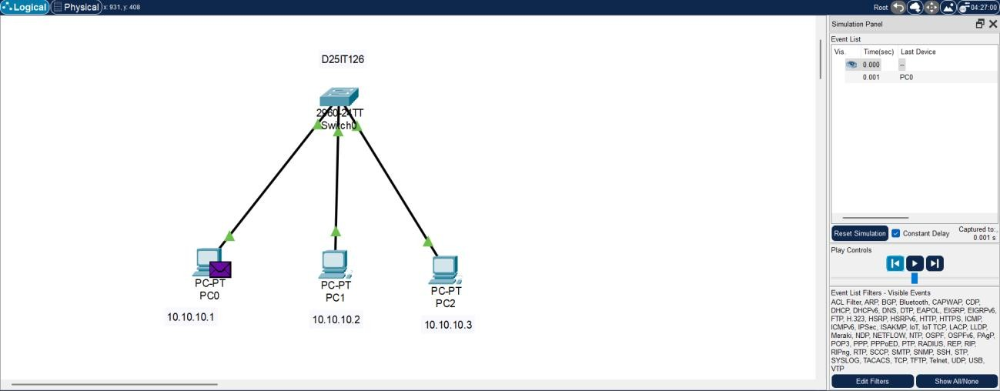 Logical Physical x: 931, y: 408 Root 04:27:00
D25IT126
2960-24TT
Switch0
PC-PT
PC0
10.10.10.1
PC-PT
PC1
10.10.10.2
PC-PT
PC2
10.10.10.3
Simulation Panel
Event List
Vis. Time(sec) Last Device
0.000 --
0.001 PC0
Reset Simulation Constant Delay Captured to:
0.001 s
Play Controls
Event List Filters - Visible Events
ACL Filter, ARP, BGP, Bluetooth, CAPWAP, CDP,
DHCP, DHCPv6, DNS, DTP, EAPOL, EIGRP, EIGRPv6,
FTP, H.323, HSRP, HSRPv6, HTTP, HTTPS, ICMP,
ICMPv6, IPSec, ISAKMP, IoT, IoT TCP, LACP, LLDP,
Meraki, NDP, NETFLOW, NTP, OSPF, OSPFv6, PAgP,
POP3, PPP, PPPoED, PTP, RADIUS, REP, RIP,
RIPng, RTP, SCCP, SMTP, SNMP, SSH, STP,
SYSLOG, TACACS, TCP, TFTP, Telnet, UDP, USB,
VTP
Edit Filters Show All/None